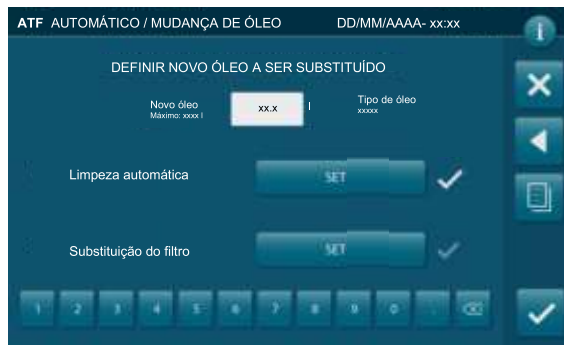 ATF AUTOMÁTICO / MUDANÇA DE ÓLEO DD/MM/AAAA- xx:xx
i
DEFINIR NOVO ÓLEO A SER SUBSTITUÍDO
Novo óleo
Máximo: xxxx l
xx.x l
Tipo de óleo
xxxxx
Limpeza automática SET
Substituição do filtro SET
1 2 3 4 5 6 7 8 9 0 .